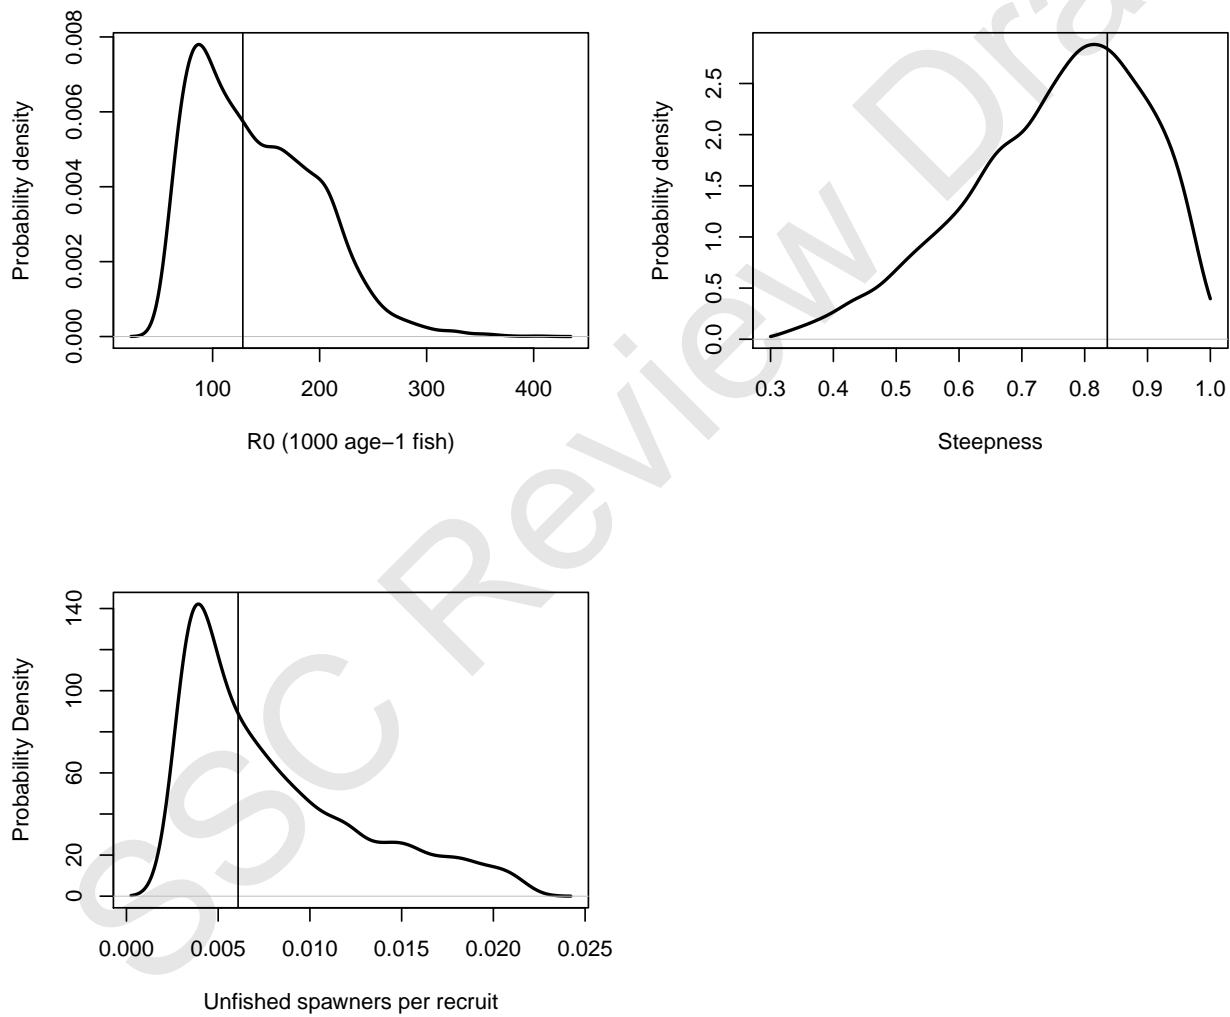 Probability density
0.000 0.002 0.004 0.006 0.008
100 200 300 400
R0 (1000 age−1 fish)
Probability density
0.0 0.5 1.0 1.5 2.0 2.5
0.3 0.4 0.5 0.6 0.7 0.8 0.9 1.0
Steepness
Probability Density
0 20 60 100 140
0.000 0.005 0.010 0.015 0.020 0.025
Unfished spawners per recruit
SSC Review Dra